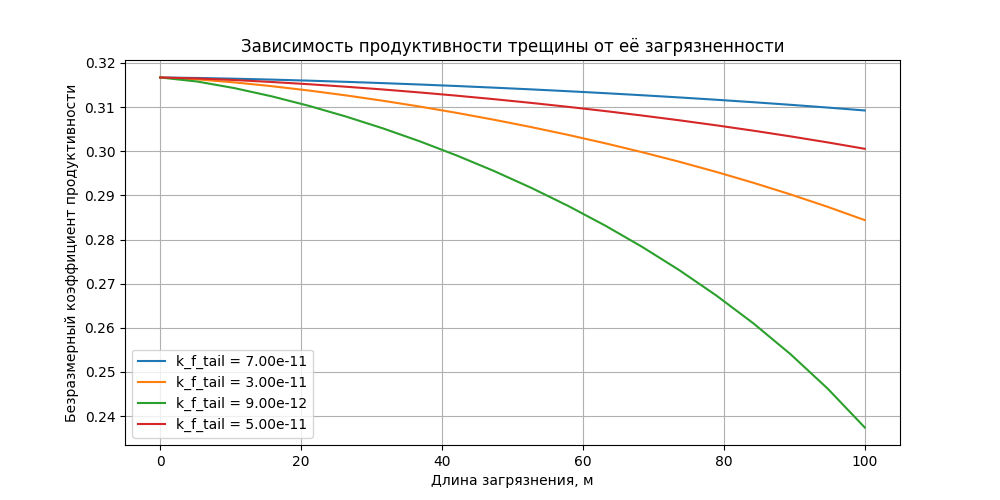 Зависимость продуктивности трещины от её загрязненности
Безразмерный коэффициент продуктивности
0.32
0.31
0.30
0.29
0.28
0.27
0.26
0.25
0.24
k_f_tail = 7.00e-11
k_f_tail = 3.00e-11
k_f_tail = 9.00e-12
k_f_tail = 5.00e-11
0 20 40 60 80 100
Длина загрязнения, м